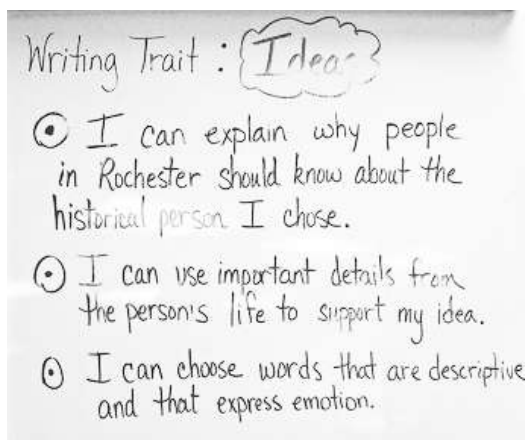 Writing Trait : Ideas
I can explain why people
in Rochester should know about the
historical person I chose.
I can use important details from
the person's life to support my idea.
I can choose words that are descriptive
and that express emotion.